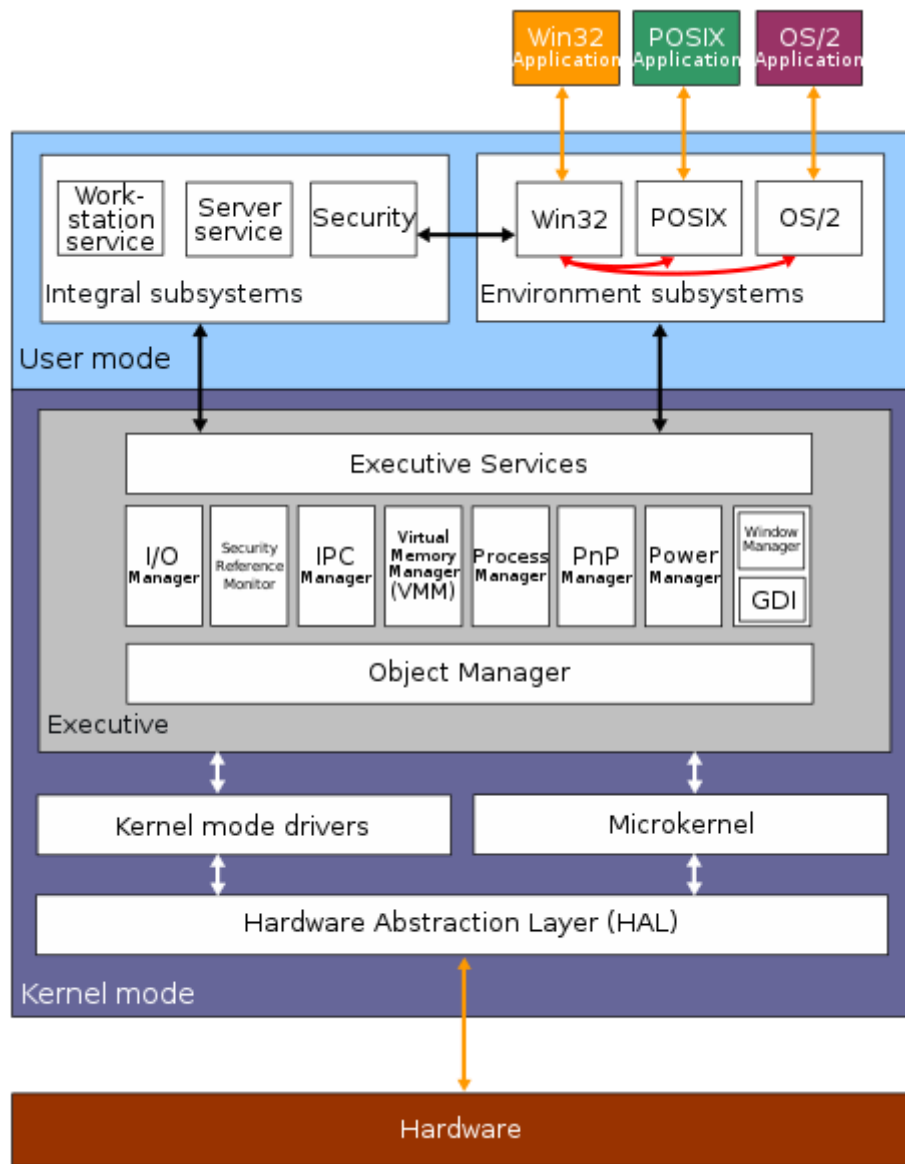 Win32
Application
POSIX
Application
OS/2
Application
Work-
station
service
Server
service
Security
Integral subsystems
Win32
POSIX
OS/2
Environment subsystems
User mode
Executive Services
I/O
Manager
Security
Reference
Monitor
IPC
Manager
Virtual
Memory
Manager
(VMM)
Process
Manager
PnP
Manager
Power
Manager
Window
Manager
GDI
Object Manager
Executive
Kernel mode drivers
Microkernel
Hardware Abstraction Layer (HAL)
Kernel mode
Hardware